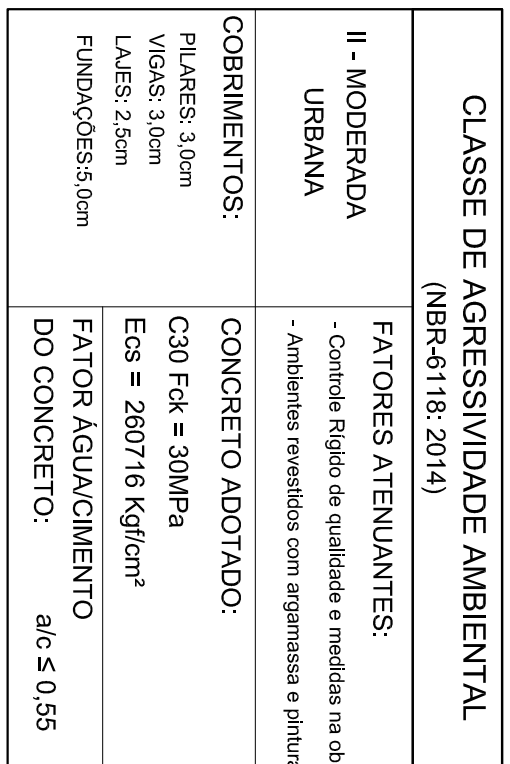 CLASSE DE AGRESSIVIDADE AMBIENTAL
(NBR-6118: 2014)
II - MODERADA
URBANA
FATORES ATENUANTES:
- Controle Rígido de qualidade e medidas na ob
- Ambientes revestidos com argamassa e pintura
COBRIMENTOS:
PILARES: 3,0cm
VIGAS: 3,0cm
LAJES: 2,5cm
FUNDAÇÕES:5,0cm
CONCRETO ADOTADO:
C30 Fck = 30MPa
Ecs = 260716 Kgf/cm²
FATOR ÁGUA/CIMENTO
DO CONCRETO: a/c ≤ 0,55